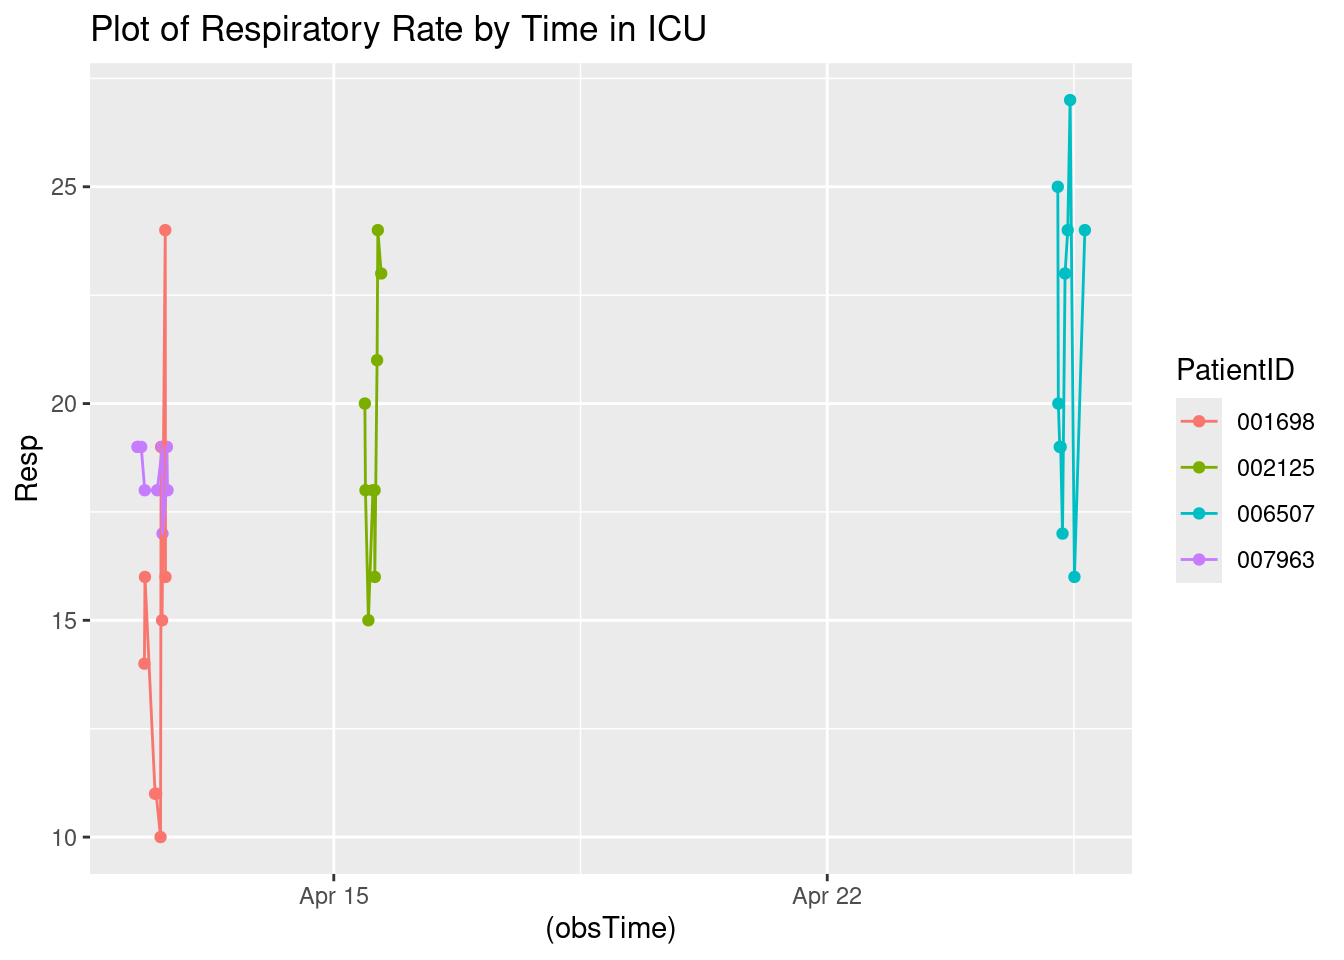 Plot of Respiratory Rate by Time in ICU
Resp
25
20
15
10
Apr 15
Apr 22
(obsTime)
PatientID
001698
002125
006507
007963